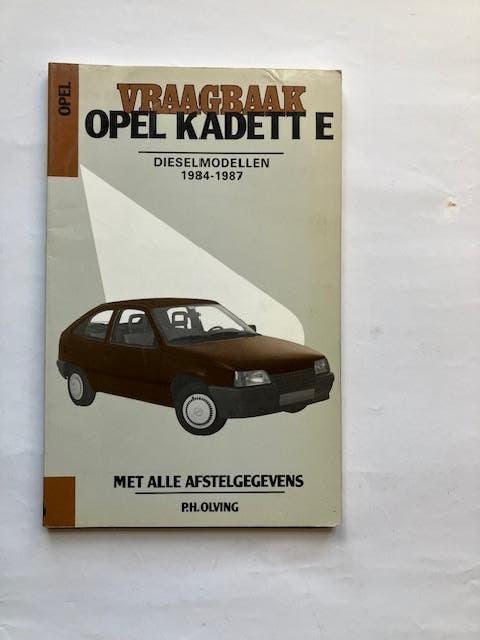 OPEL
VRAAGBAAK
OPEL KADETT E
DIESELMODELLEN
1984-1987
MET ALLE AFSTELGEGEVENS
P.H. OLVING